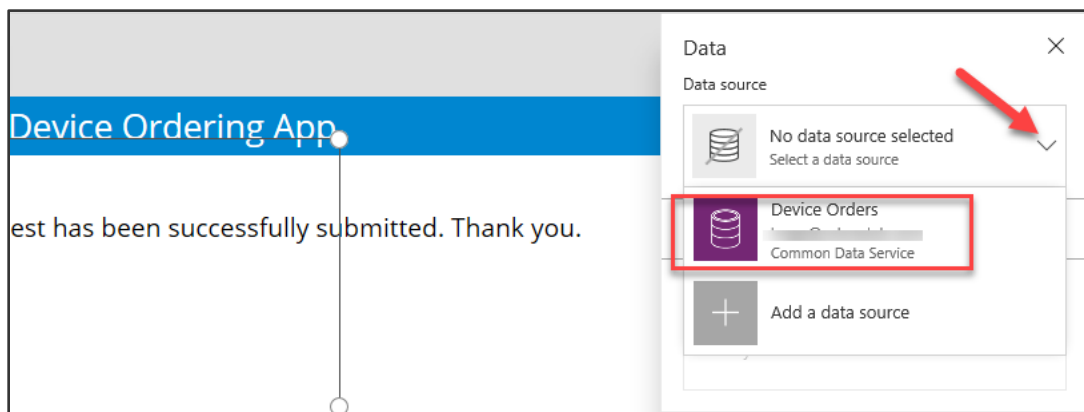 Data
Data source
Device Ordering App
No data source selected
Select a data source
Device Orders
est has been successfully submitted. Thank you.
Common Data Service
Add a data source